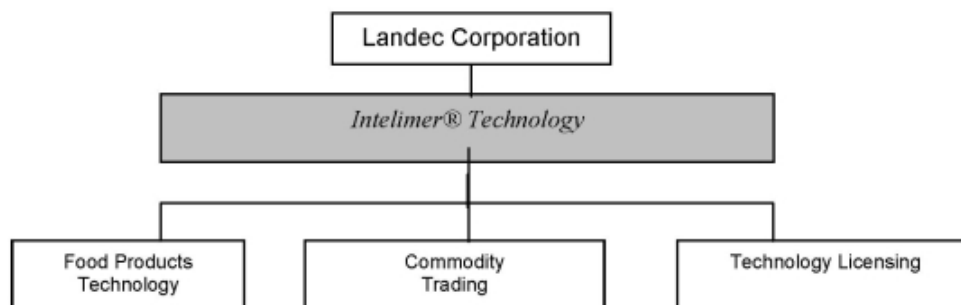 Landec Corporation
Intelimer® Technology
Food Products
Technology
Commodity
Trading
Technology Licensing